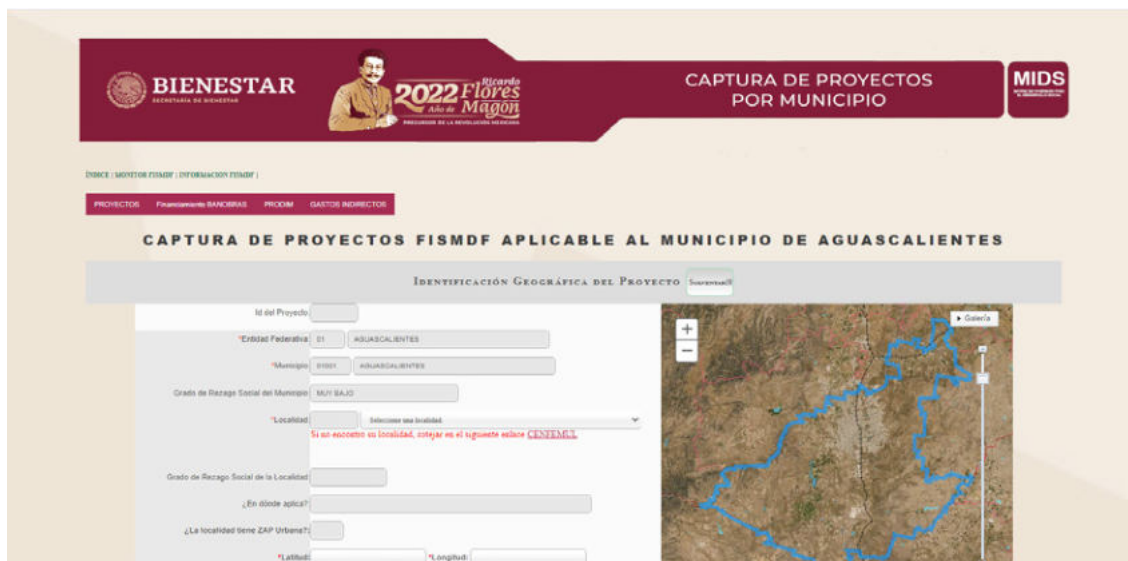 BIENESTAR
SECRETARÍA DE BIENESTAR
2022 Ricardo Flores Magón
Año de
PRECURSOR DE LA REVOLUCIÓN MEXICANA
CAPTURA DE PROYECTOS
POR MUNICIPIO
MIDS
ÍNDICE | MONITOR FISMDF | INFORMACION FISMDF |
PROYECTOS Financiamiento BANOBRAS PRODIM GASTOS INDIRECTOS
CAPTURA DE PROYECTOS FISMDF APLICABLE AL MUNICIPIO DE AGUASCALIENTES
IDENTIFICACIÓN GEOGRÁFICA DEL PROYECTO
Id del Proyecto:
*Entidad Federativa: 01 AGUASCALIENTES
*Municipio: 01001 AGUASCALIENTES
Grado de Rezago Social del Municipio: MUY BAJO
*Localidad: Seleccione una localidad.
Si no encontro su localidad, cotejar en el siguiente enlace CENFEMUL
Grado de Rezago Social de la Localidad:
¿En dónde aplica?:
¿La localidad tiene ZAP Urbana?:
*Latitud: *Longitud:
+
−
Galería